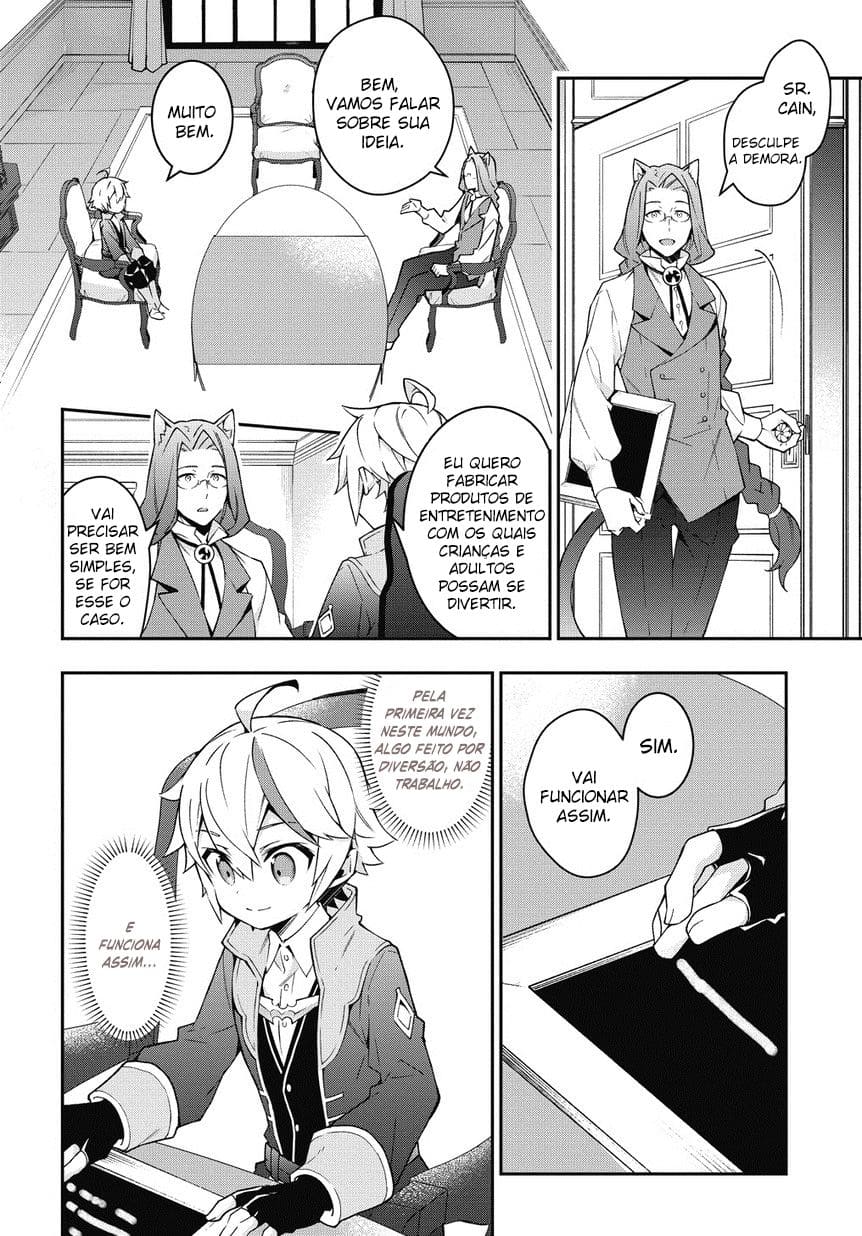 SR.
CAIN,
DESCULPE
A DEMORA.
BEM,
VAMOS FALAR
SOBRE SUA
IDEIA.
MUITO
BEM.
EU QUERO
FABRICAR
PRODUTOS DE
ENTRETENIMENTO
COM OS QUAIS
CRIANÇAS E
ADULTOS
POSSAM SE
DIVERTIR.
VAI
PRECISAR
SER BEM
SIMPLES,
SE FOR
ESSE O
CASO.
SIM.
VAI
FUNCIONAR
ASSIM.
PELA
PRIMEIRA VEZ
NESTE MUNDO,
ALGO FEITO POR
DIVERSÃO, NÃO
TRABALHO.
E
FUNCIONA
ASSIM...